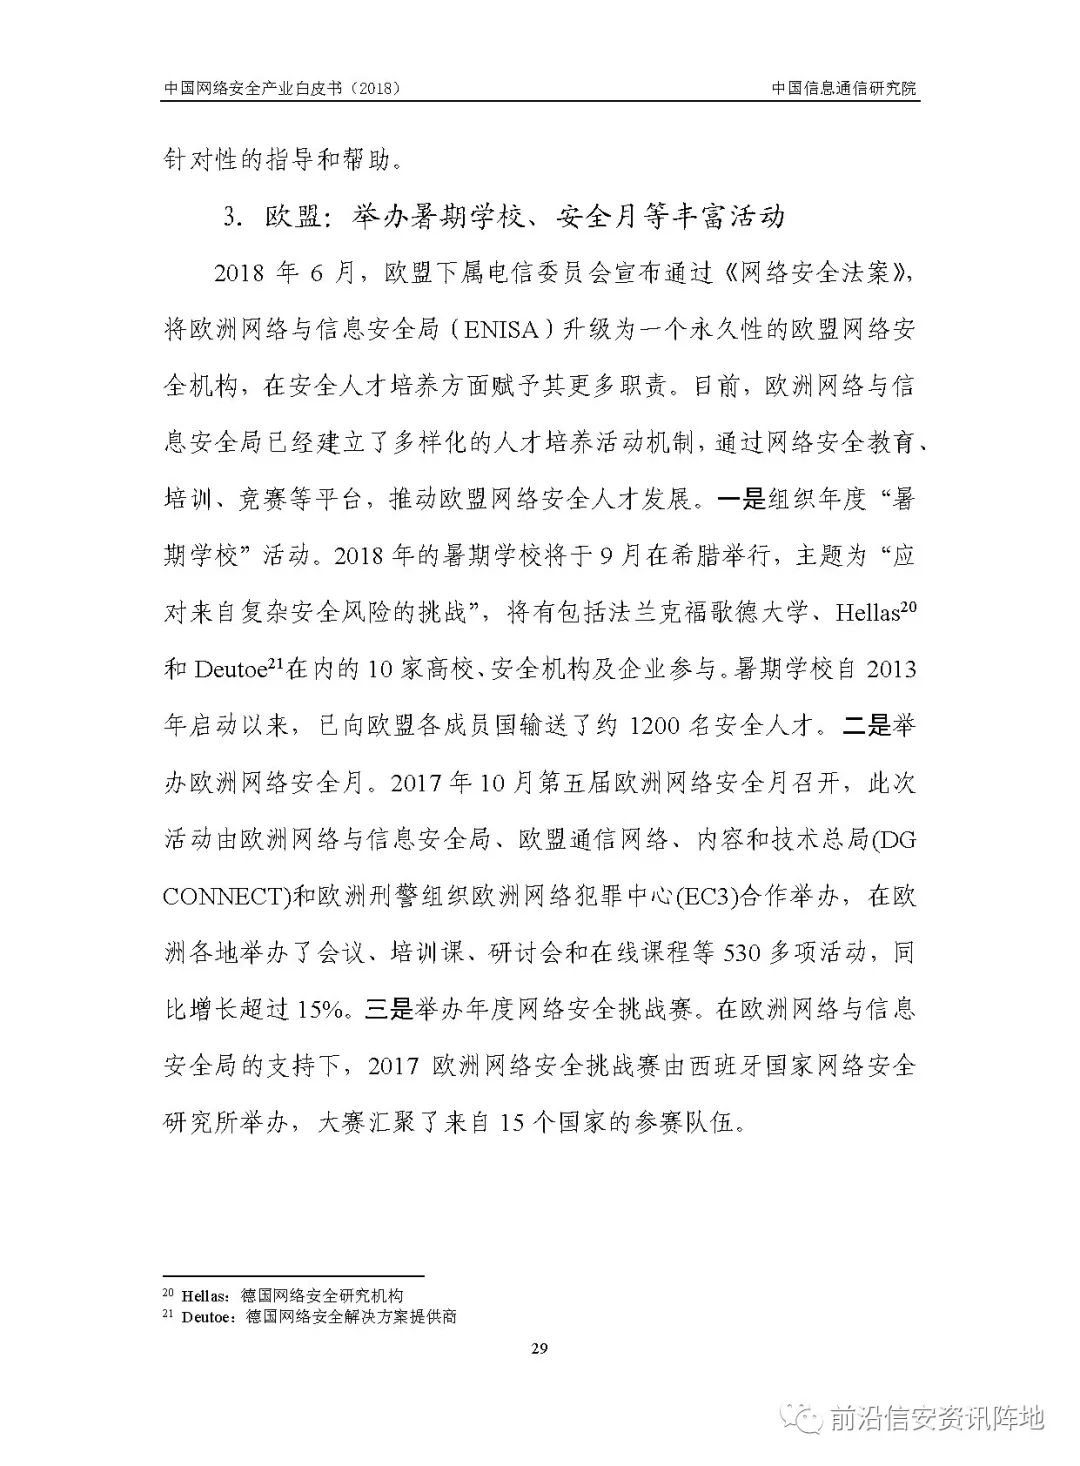 中国网络安全产业白皮书（2018）
中国信息通信研究院
针对性的指导和帮助。
3. 欧盟：举办暑期学校、安全月等丰富活动
2018 年 6 月，欧盟下属电信委员会宣布通过《网络安全法案》，
将欧洲网络与信息安全局（ENISA）升级为一个永久性的欧盟网络安
全机构，在安全人才培养方面赋予其更多职责。目前，欧洲网络与信
息安全局已经建立了多样化的人才培养活动机制，通过网络安全教育、
培训、竞赛等平台，推动欧盟网络安全人才发展。一是组织年度“暑
期学校”活动。2018 年的暑期学校将于 9 月在希腊举行，主题为“应
对来自复杂安全风险的挑战”，将有包括法兰克福歌德大学、Hellas20
和 Deutoe21在内的 10 家高校、安全机构及企业参与。暑期学校自 2013
年启动以来，已向欧盟各成员国输送了约 1200 名安全人才。二是举
办欧洲网络安全月。2017 年 10 月第五届欧洲网络安全月召开，此次
活动由欧洲网络与信息安全局、欧盟通信网络、内容和技术总局(DG
CONNECT)和欧洲刑警组织欧洲网络犯罪中心(EC3)合作举办，在欧
洲各地举办了会议、培训课、研讨会和在线课程等 530 多项活动，同
比增长超过 15%。三是举办年度网络安全挑战赛。在欧洲网络与信息
安全局的支持下，2017 欧洲网络安全挑战赛由西班牙国家网络安全
研究所举办，大赛汇聚了来自 15 个国家的参赛队伍。
20 Hellas：德国网络安全研究机构
21 Deutoe：德国网络安全解决方案提供商
29
前沿信安资讯阵地